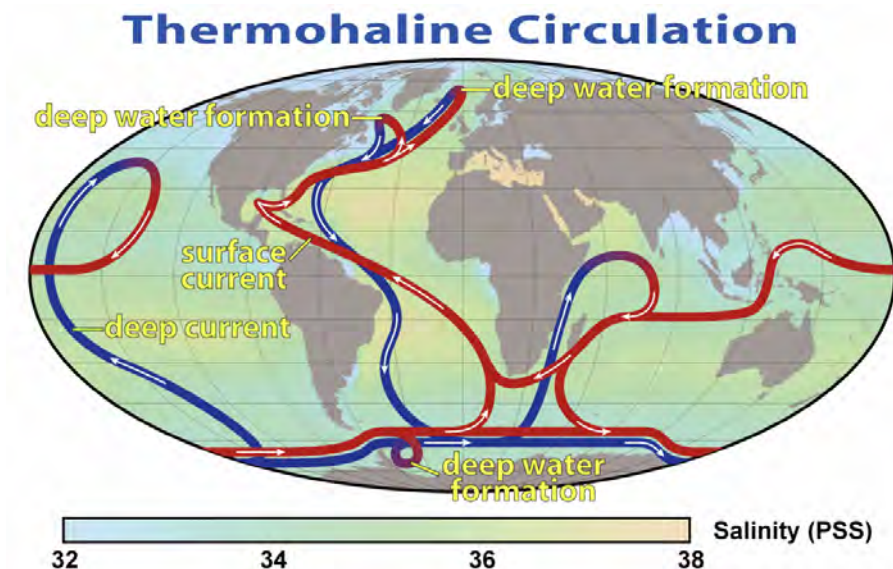 Thermohaline Circulation
deep water formation
deep water formation
surface
current
deep current
deep water
formation
Salinity (PSS)
32
34
36
38